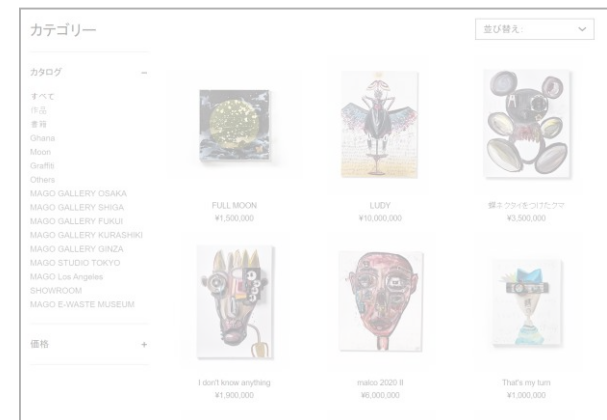 カテゴリー
並び替え:
カタログ
−
すべて
作品
書籍
Ghana
Moon
Graffiti
Others
MAGO GALLERY OSAKA
MAGO GALLERY SHIGA
MAGO GALLERY FUKUI
MAGO GALLERY KURASHIKI
MAGO GALLERY GINZA
MAGO STUDIO TOKYO
MAGO Los Angeles
SHOWROOM
MAGO E-WASTE MUSEUM
価格
+
FULL MOON
¥1,500,000
LUDY
¥10,000,000
蝶ネクタイをつけたクマ
¥3,500,000
I don't know anything
¥1,900,000
malco 2020 II
¥6,000,000
That's my turn
¥1,000,000